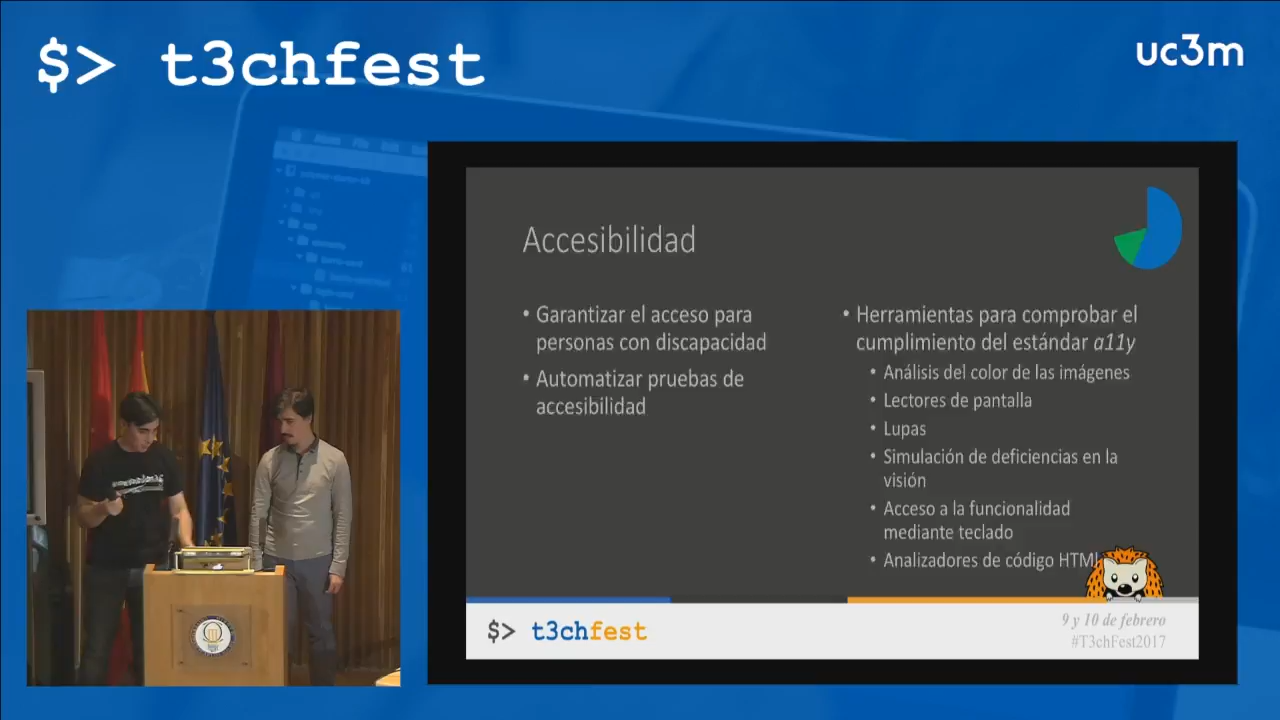 $> t3chfest
uc3m
Accesibilidad
• Garantizar el acceso para
personas con discapacidad
• Automatizar pruebas de
accesibilidad
• Herramientas para comprobar el
cumplimiento del estándar a11y
• Análisis del color de las imágenes
• Lectores de pantalla
• Lupas
• Simulación de deficiencias en la
visión
• Acceso a la funcionalidad
mediante teclado
• Analizadores de código HTML
$> t3chfest
9 y 10 de febrero
#T3chFest2017